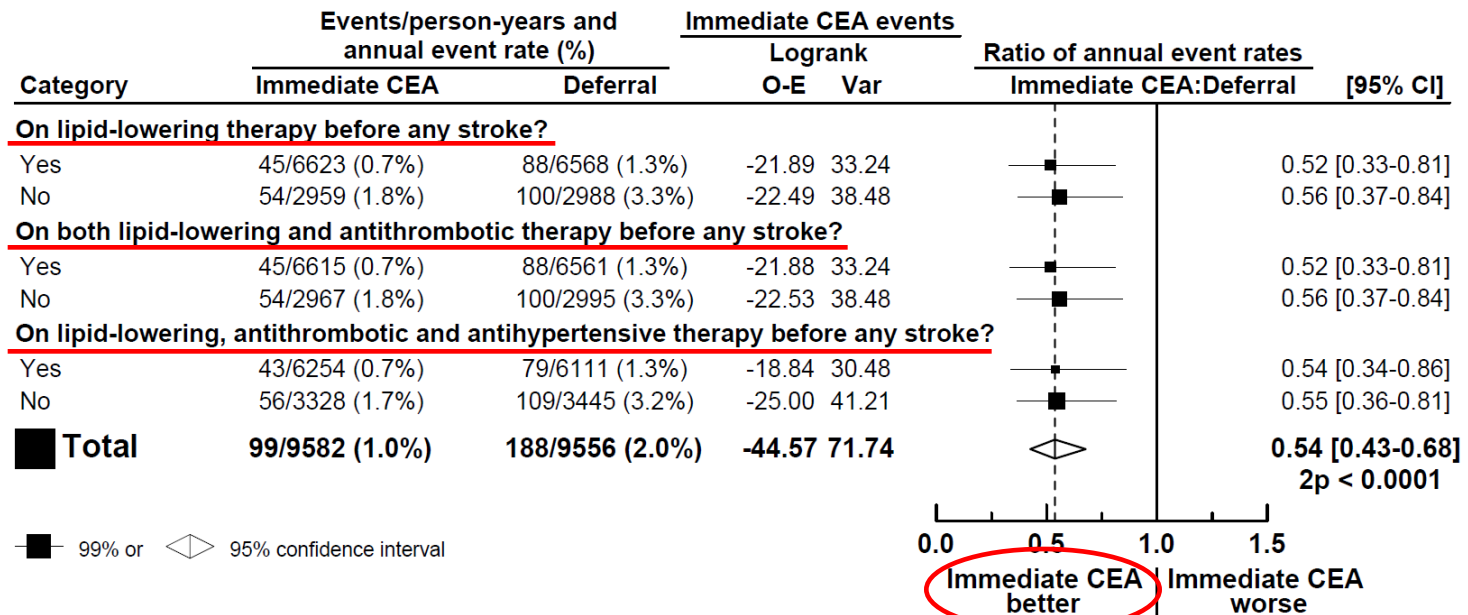 Events/person-years and Immediate CEA events
annual event rate (%) Logrank Ratio of annual event rates
Category Immediate CEA Deferral O-E Var Immediate CEA:Deferral [95% CI]
On lipid-lowering therapy before any stroke?
Yes 45/6623 (0.7%) 88/6568 (1.3%) -21.89 33.24 0.52 [0.33-0.81]
No 54/2959 (1.8%) 100/2988 (3.3%) -22.49 38.48 0.56 [0.37-0.84]
On both lipid-lowering and antithrombotic therapy before any stroke?
Yes 45/6615 (0.7%) 88/6561 (1.3%) -21.88 33.24 0.52 [0.33-0.81]
No 54/2967 (1.8%) 100/2995 (3.3%) -22.53 38.48 0.56 [0.37-0.84]
On lipid-lowering, antithrombotic and antihypertensive therapy before any stroke?
Yes 43/6254 (0.7%) 79/6111 (1.3%) -18.84 30.48 0.54 [0.34-0.86]
No 56/3328 (1.7%) 109/3445 (3.2%) -25.00 41.21 0.55 [0.36-0.81]
Total 99/9582 (1.0%) 188/9556 (2.0%) -44.57 71.74 0.54 [0.43-0.68]
2p < 0.0001
99% or 95% confidence interval
0.0 0.5 1.0 1.5
Immediate CEA Immediate CEA
better worse